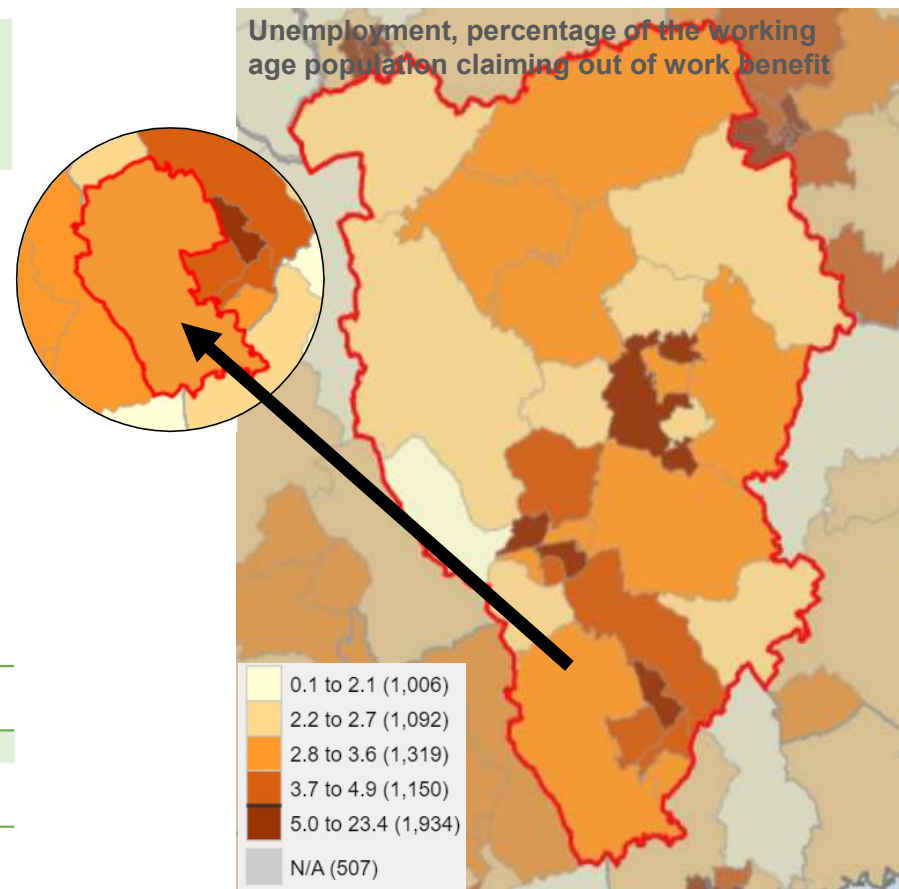 Unemployment, percentage of the working
age population claiming out of work benefit
0.1 to 2.1 (1,006)
2.2 to 2.7 (1,092)
2.8 to 3.6 (1,319)
3.7 to 4.9 (1,150)
5.0 to 23.4 (1,934)
N/A (507)